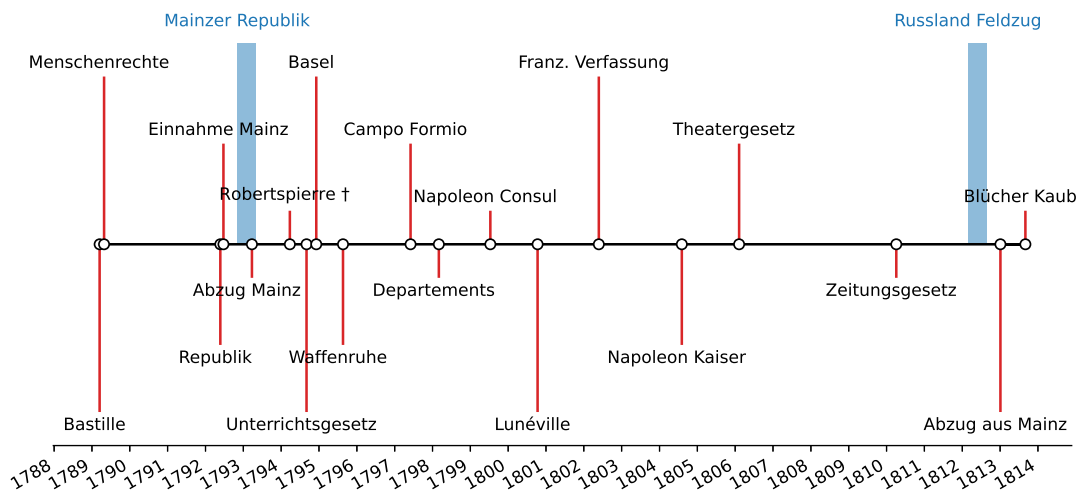 Mainzer Republik
Russland Feldzug
Menschenrechte
Basel
Franz. Verfassung
Einnahme Mainz
Campo Formio
Theatergesetz
Robertspierre †
Napoleon Consul
Blücher Kaub
Abzug Mainz
Departements
Zeitungsgesetz
Republik
Waffenruhe
Napoleon Kaiser
Bastille
Unterrichtsgesetz
Lunéville
Abzug aus Mainz
1788
1789
1790
1791
1792
1793
1794
1795
1796
1797
1798
1799
1800
1801
1802
1803
1804
1805
1806
1807
1808
1809
1810
1811
1812
1813
1814